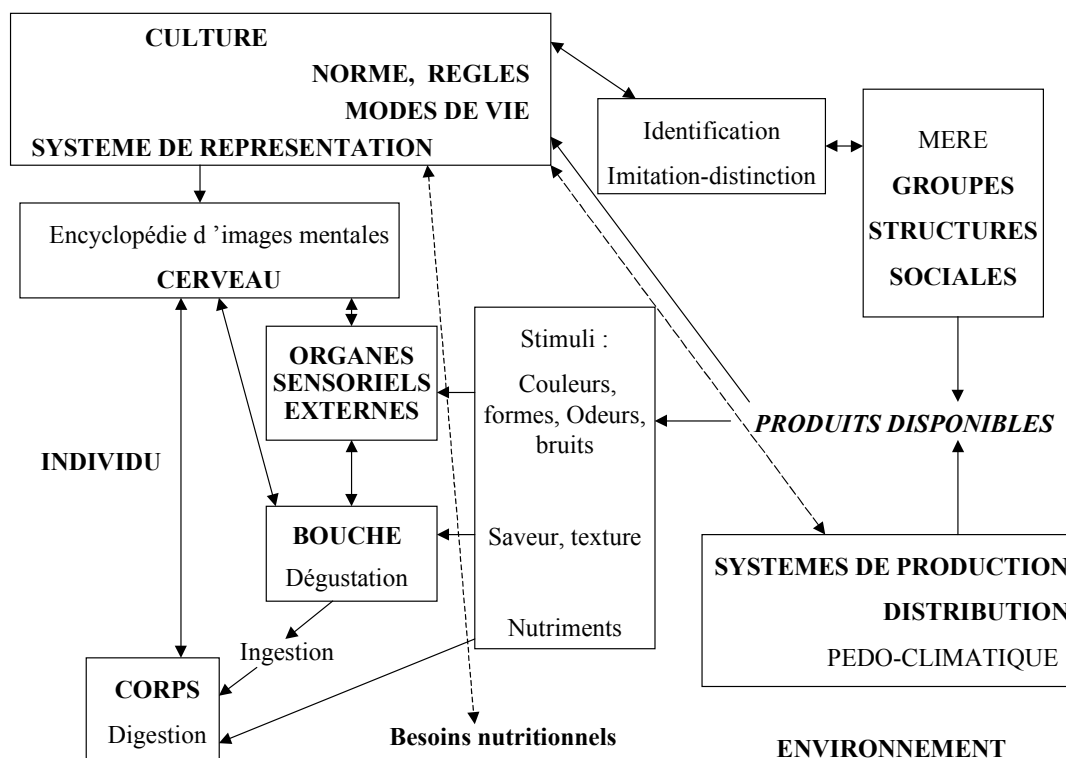 CULTURE
NORME, REGLES
MODES DE VIE
SYSTEME DE REPRESENTATION
Identification
Imitation-distinction
MERE
GROUPES
STRUCTURES
SOCIALES
Encyclopédie d ’images mentales
CERVEAU
ORGANES
SENSORIELS
EXTERNES
Stimuli :
Couleurs,
formes, Odeurs,
bruits
Saveur, texture
Nutriments
PRODUITS DISPONIBLES
INDIVIDU
BOUCHE
Dégustation
Ingestion
CORPS
Digestion
Besoins nutritionnels
SYSTEMES DE PRODUCTION
DISTRIBUTION
PEDO-CLIMATIQUE
ENVIRONNEMENT